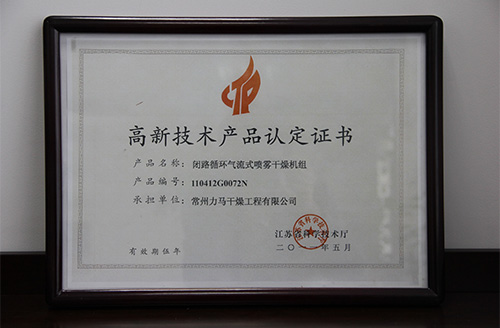 高新技术产品认定证书
产品名称: 闭路循环气流式喷雾干燥机组
产品编号: 110412G0072N
承担单位: 常州力马干燥工程有限公司
江苏省科学技术厅
有效期伍年
二〇一一年五月